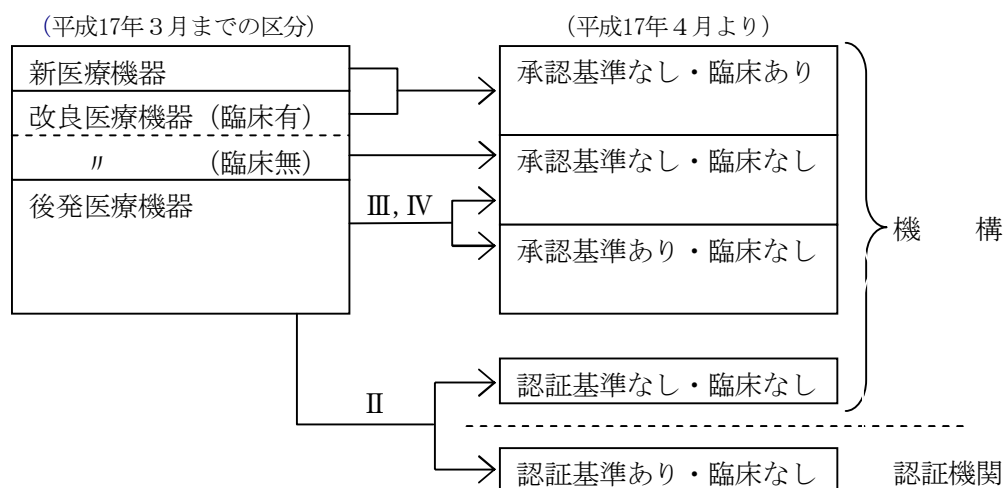 (平成17年3月までの区分)
(平成17年4月より)
新医療機器
改良医療機器（臨床有）
〃 （臨床無）
後発医療機器
Ⅲ, Ⅳ
Ⅱ
承認基準なし・臨床あり
承認基準なし・臨床なし
承認基準あり・臨床なし
認証基準なし・臨床なし
認証基準あり・臨床なし
機 構
認証機関